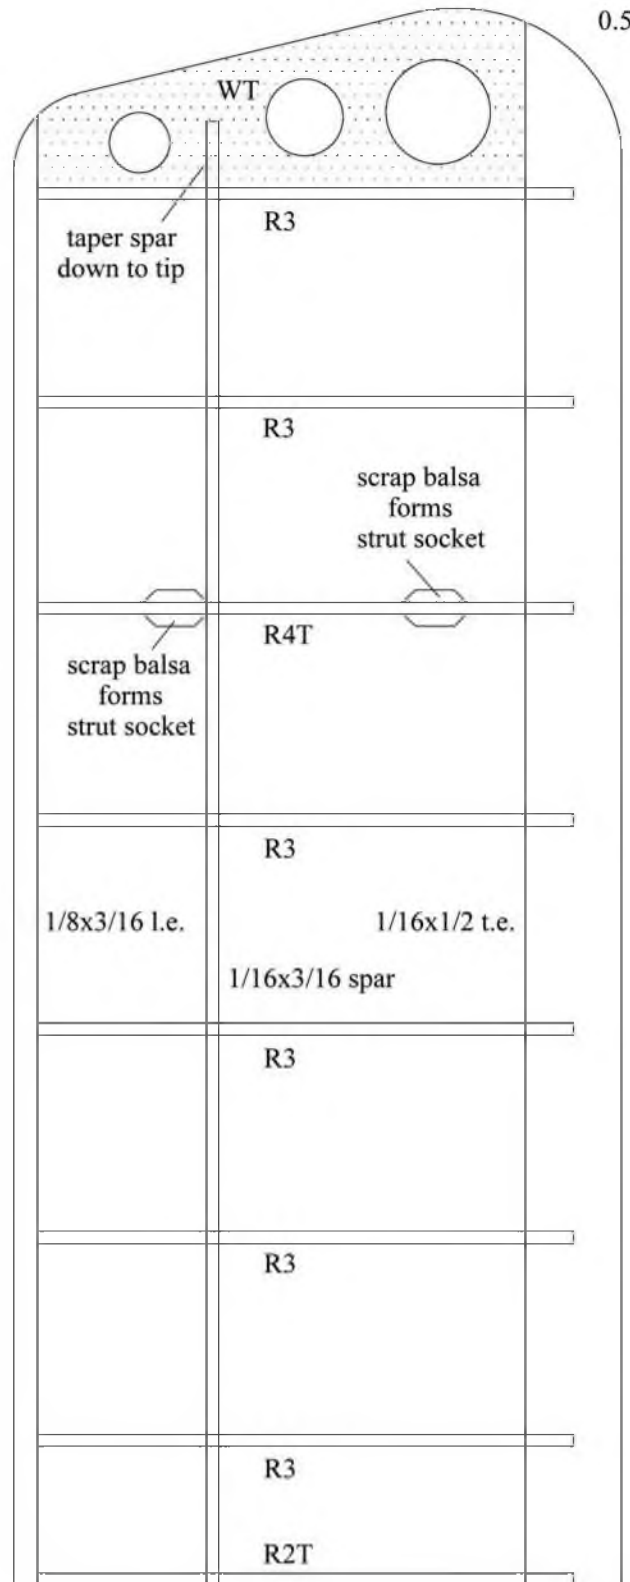 0.5
WT
taper spar
down to tip
R3
R3
scrap balsa
forms
strut socket
R4T
scrap balsa
forms
strut socket
R3
1/8x3/16 l.e.
1/16x1/2 t.e.
1/16x3/16 spar
R3
R3
R3
R2T